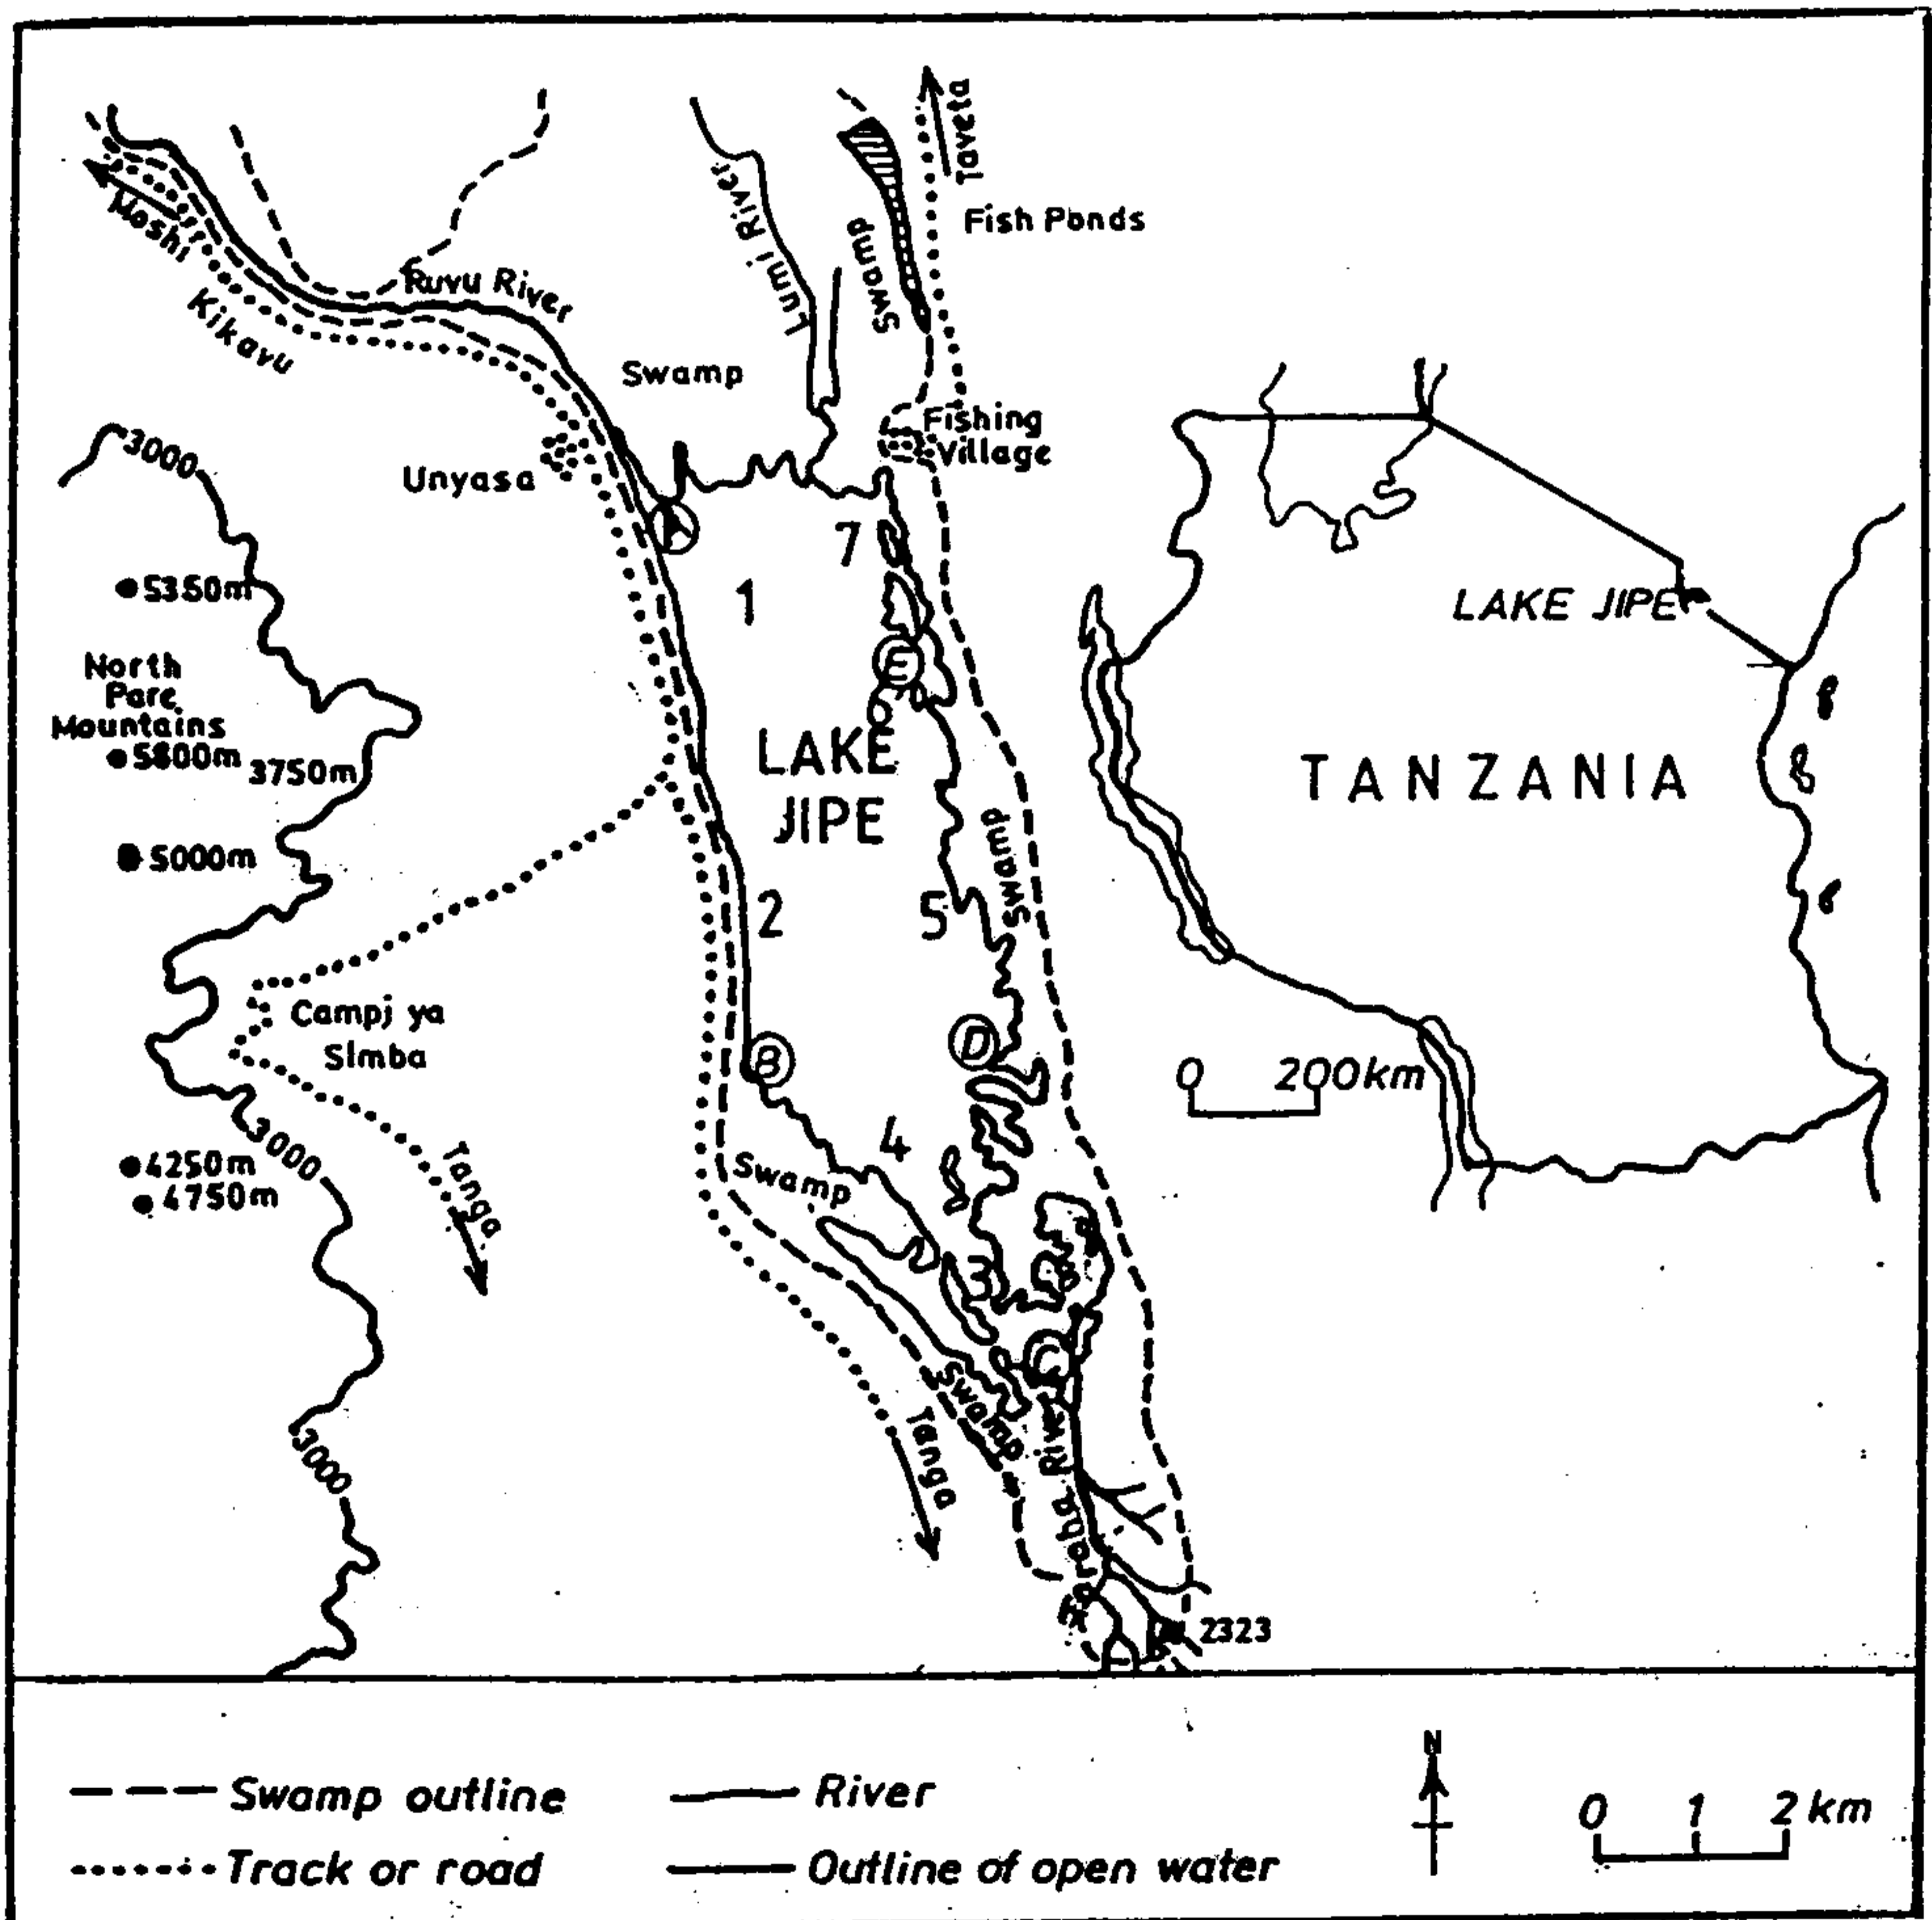 Taveta
Moshi
Fish Ponds
Lumi River
Swamp
Ruvu River
Kikavu
Swamp
Fishing
Village
3000
Unyasa
A
7
5350m
1
LAKE JIPE
North
Pare
Mountains
E
5800m
3750m
LAKE
JIPE
TANZANIA
5000m
Swamp
2
5
Campj ya
Simba
B
D
0 200km
4
3000
4250m
4750m
Tanga
Swamp
3
C
Swamp
3000
Tanga
River
2323
Swamp outline
River
N
0 1 2 km
Track or road
Outline of open water